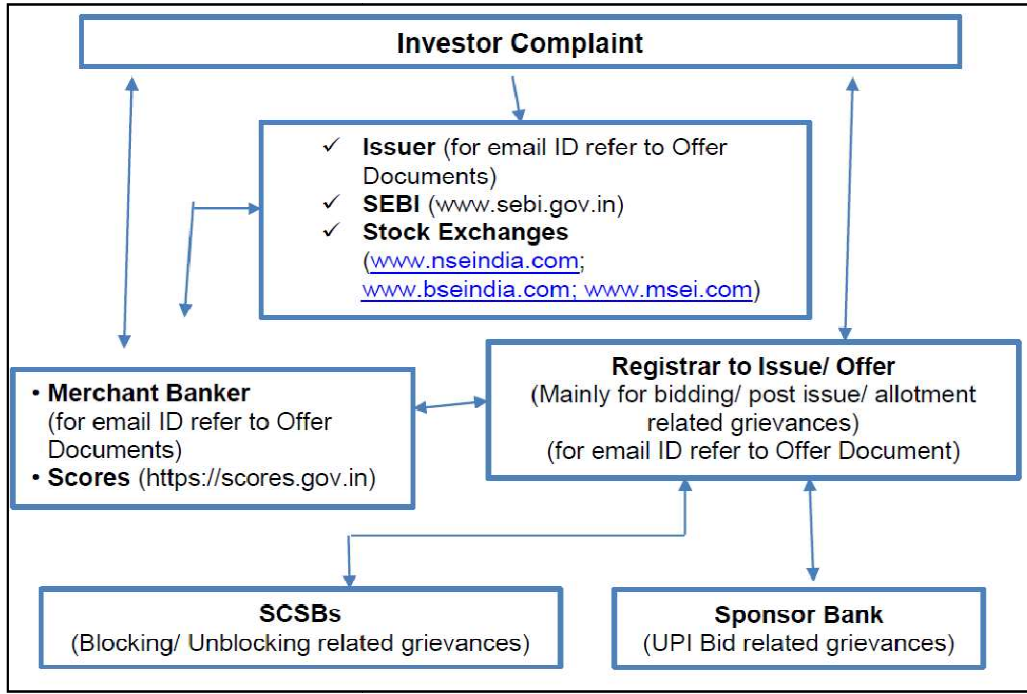 Investor Complaint
✓ Issuer (for email ID refer to Offer
Documents)
✓ SEBI (www.sebi.gov.in)
✓ Stock Exchanges
(www.nseindia.com;
www.bseindia.com; www.msei.com)
• Merchant Banker
(for email ID refer to Offer
Documents)
• Scores (https://scores.gov.in)
Registrar to Issue/ Offer
(Mainly for bidding/ post issue/ allotment
related grievances)
(for email ID refer to Offer Document)
SCSBs
(Blocking/ Unblocking related grievances)
Sponsor Bank
(UPI Bid related grievances)